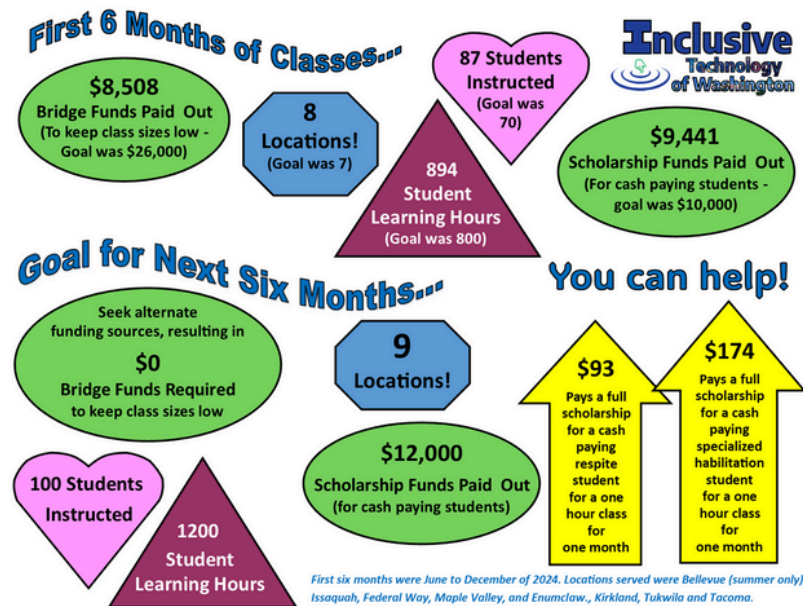 First 6 Months of Classes...
$8,508
Bridge Funds Paid Out
(To keep class sizes low -
Goal was $26,000)
8
Locations!
(Goal was 7)
87 Students
Instructed
(Goal was
70)
894
Student
Learning Hours
(Goal was 800)
Inclusive
Technology
of Washington
$9,441
Scholarship Funds Paid Out
(For cash paying students -
goal was $10,000)
Goal for Next Six Months...
Seek alternate
funding sources, resulting in
$0
Bridge Funds Required
to keep class sizes low
9
Locations!
100 Students
Instructed
1200
Student
Learning Hours
$12,000
Scholarship Funds Paid Out
(for cash paying students)
You can help!
$93
Pays a full
scholarship
for a cash
paying
respite
student
for a one
hour class
for
one month
$174
Pays a full
scholarship
for a cash
paying
specialized
habilitation
student
for a one
hour class
for
one month
First six months were June to December of 2024. Locations served were Bellevue (summer only)
Issaquah, Federal Way, Maple Valley, and Enumclaw., Kirkland, Tukwila and Tacoma.